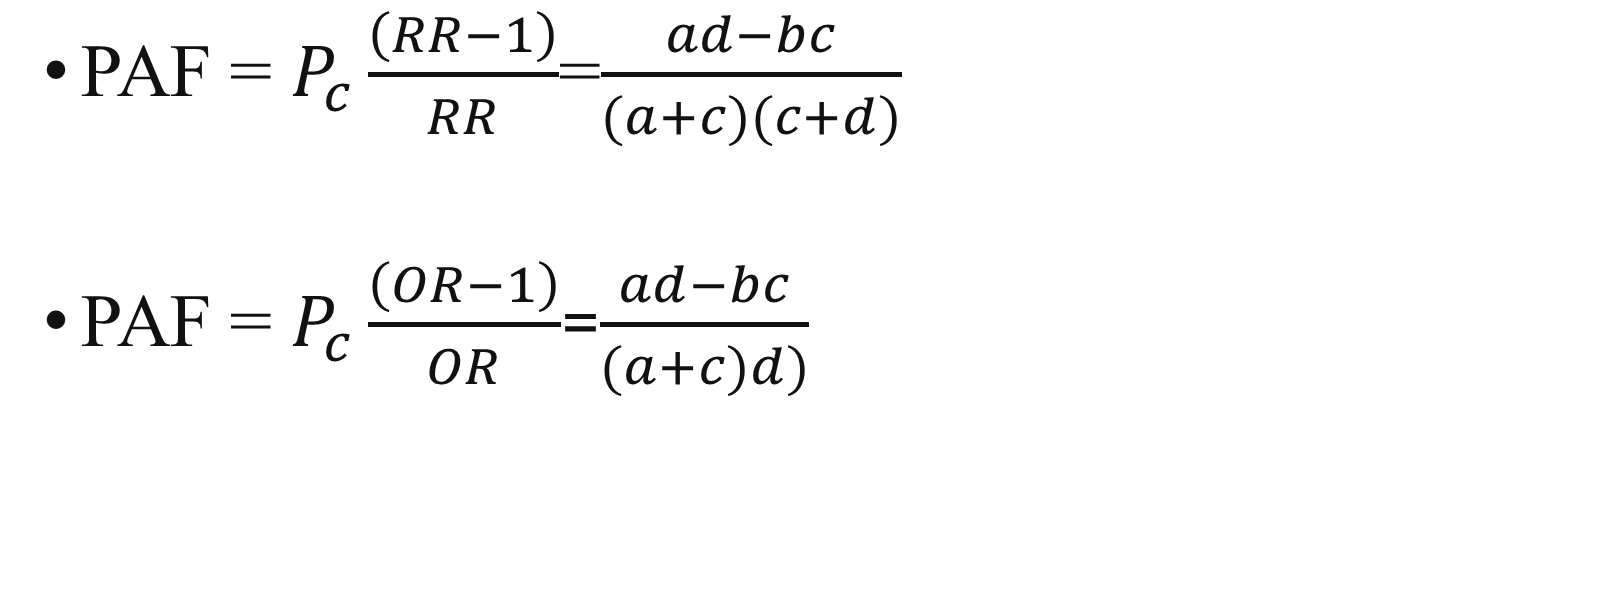 • PAF = P_c (RR−1)/RR = ad−bc/(a+c)(c+d)
• PAF = P_c (OR−1)/OR = ad−bc/(a+c)d)